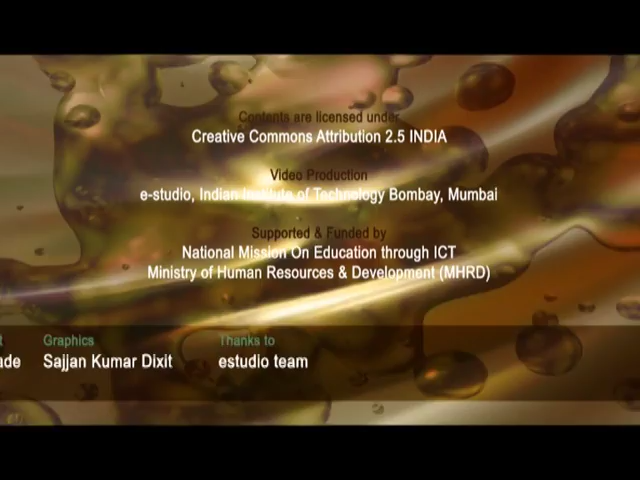 Contents are licensed under
Creative Commons Attribution 2.5 INDIA
Video Production
e-studio, Indian Institute of Technology Bombay, Mumbai
Supported & Funded by
National Mission On Education through ICT
Ministry of Human Resources & Development (MHRD)
Graphics
Thanks to
Sajjan Kumar Dixit
estudio team